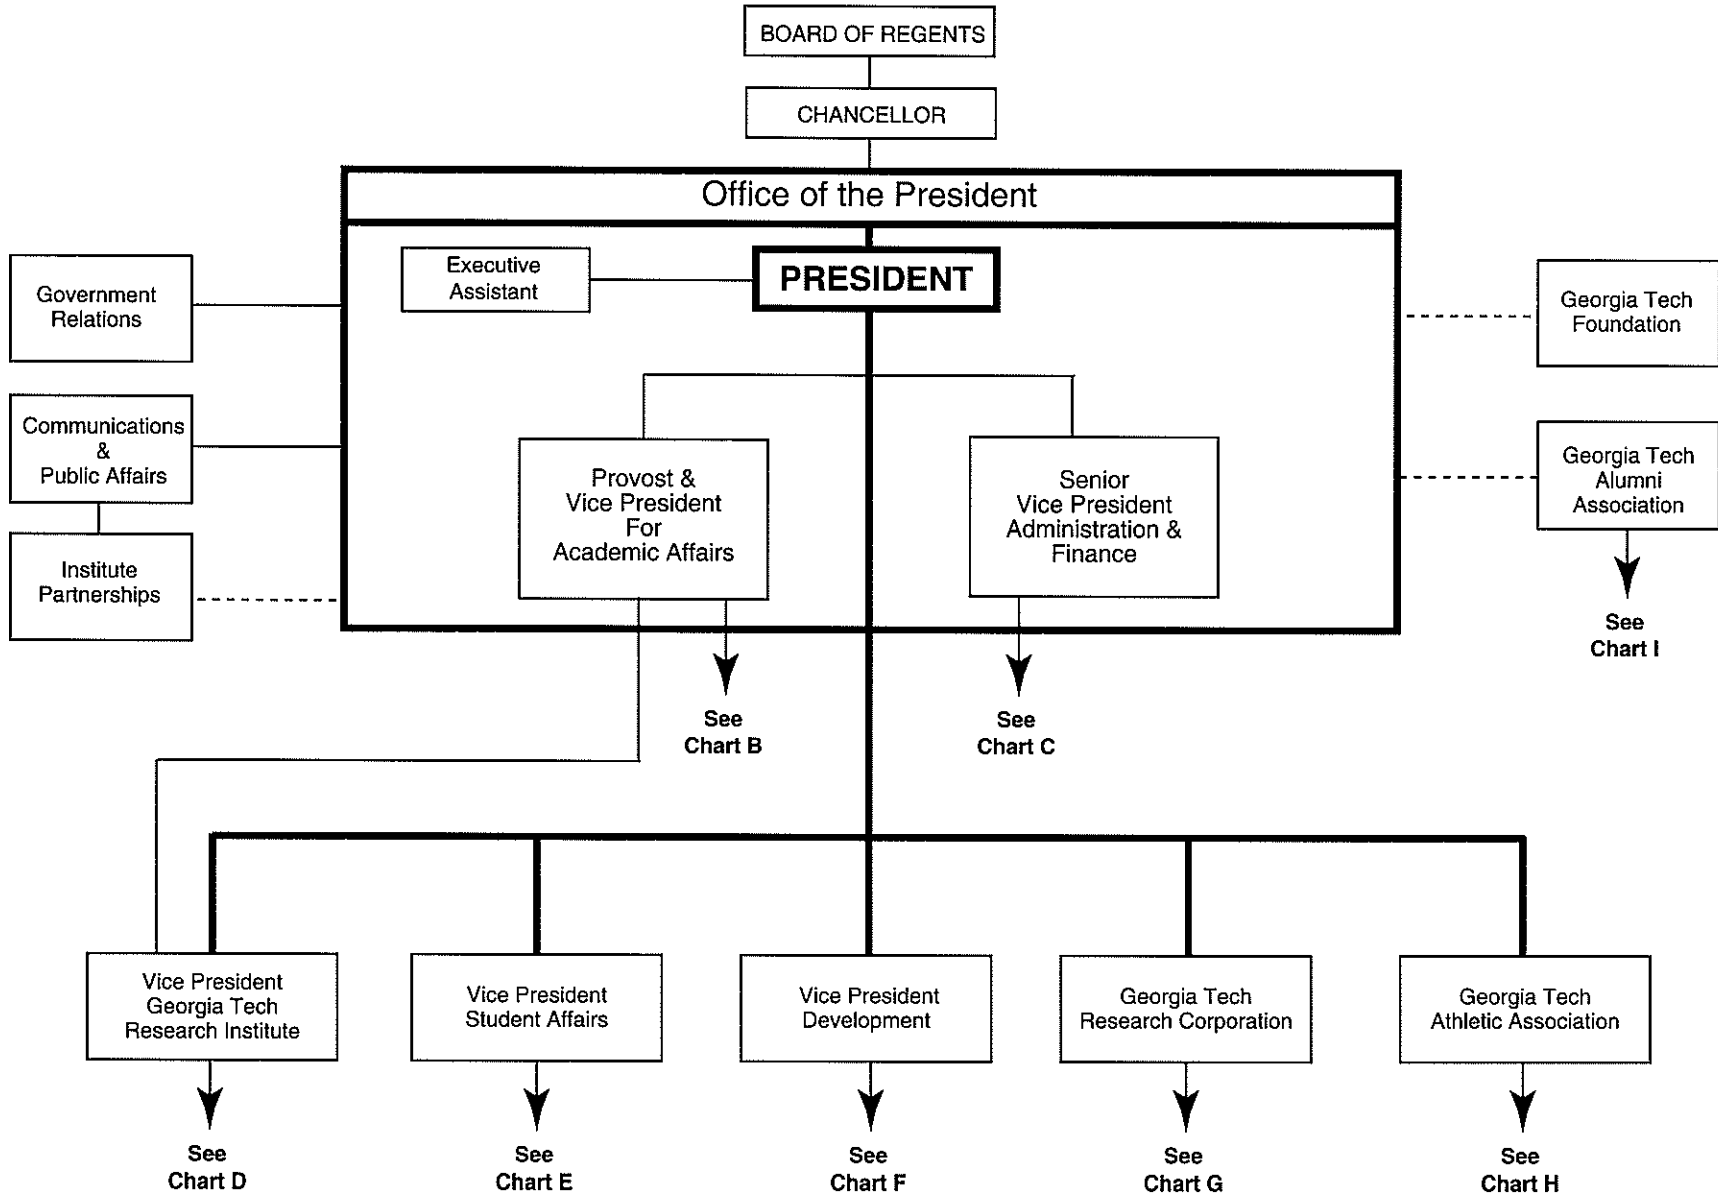 BOARD OF REGENTS
CHANCELLOR
Office of the President
Executive
Assistant
PRESIDENT
Government
Relations
Georgia Tech
Foundation
Communications
&
Public Affairs
Provost &
Vice President
For
Academic Affairs
Senior
Vice President
Administration &
Finance
Georgia Tech
Alumni
Association
Institute
Partnerships
See
Chart I
See
Chart B
See
Chart C
Vice President
Georgia Tech
Research Institute
Vice President
Student Affairs
Vice President
Development
Georgia Tech
Research Corporation
Georgia Tech
Athletic Association
See
Chart D
See
Chart E
See
Chart F
See
Chart G
See
Chart H